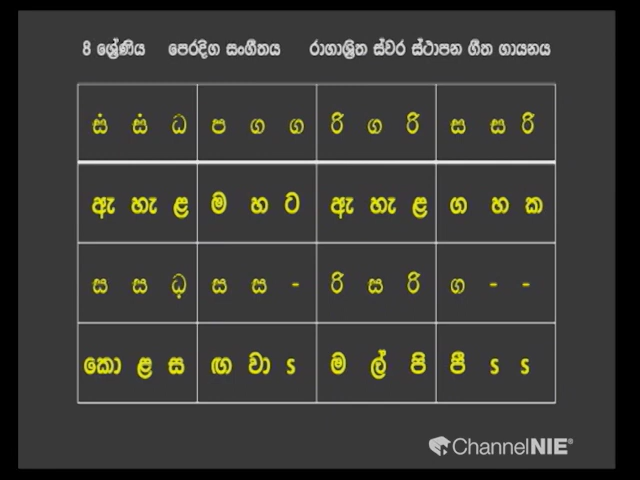 8 ශ්‍රේණිය පෙරදිග සංගීතය රාගාශ්‍රිත ස්වර ස්ථාපන ගීත ගායනය
සં සં ධ ප ග ග රි ග රි ස ස රි
ඇ හැ ළ ම හ ට ඇ හැ ළ ග හ ක
ස ස ධ̣ ස ස - රි ස රි ග - -
කො ළ ස ඟ වා s ම ල් පි පී s s
ChannelNIE®